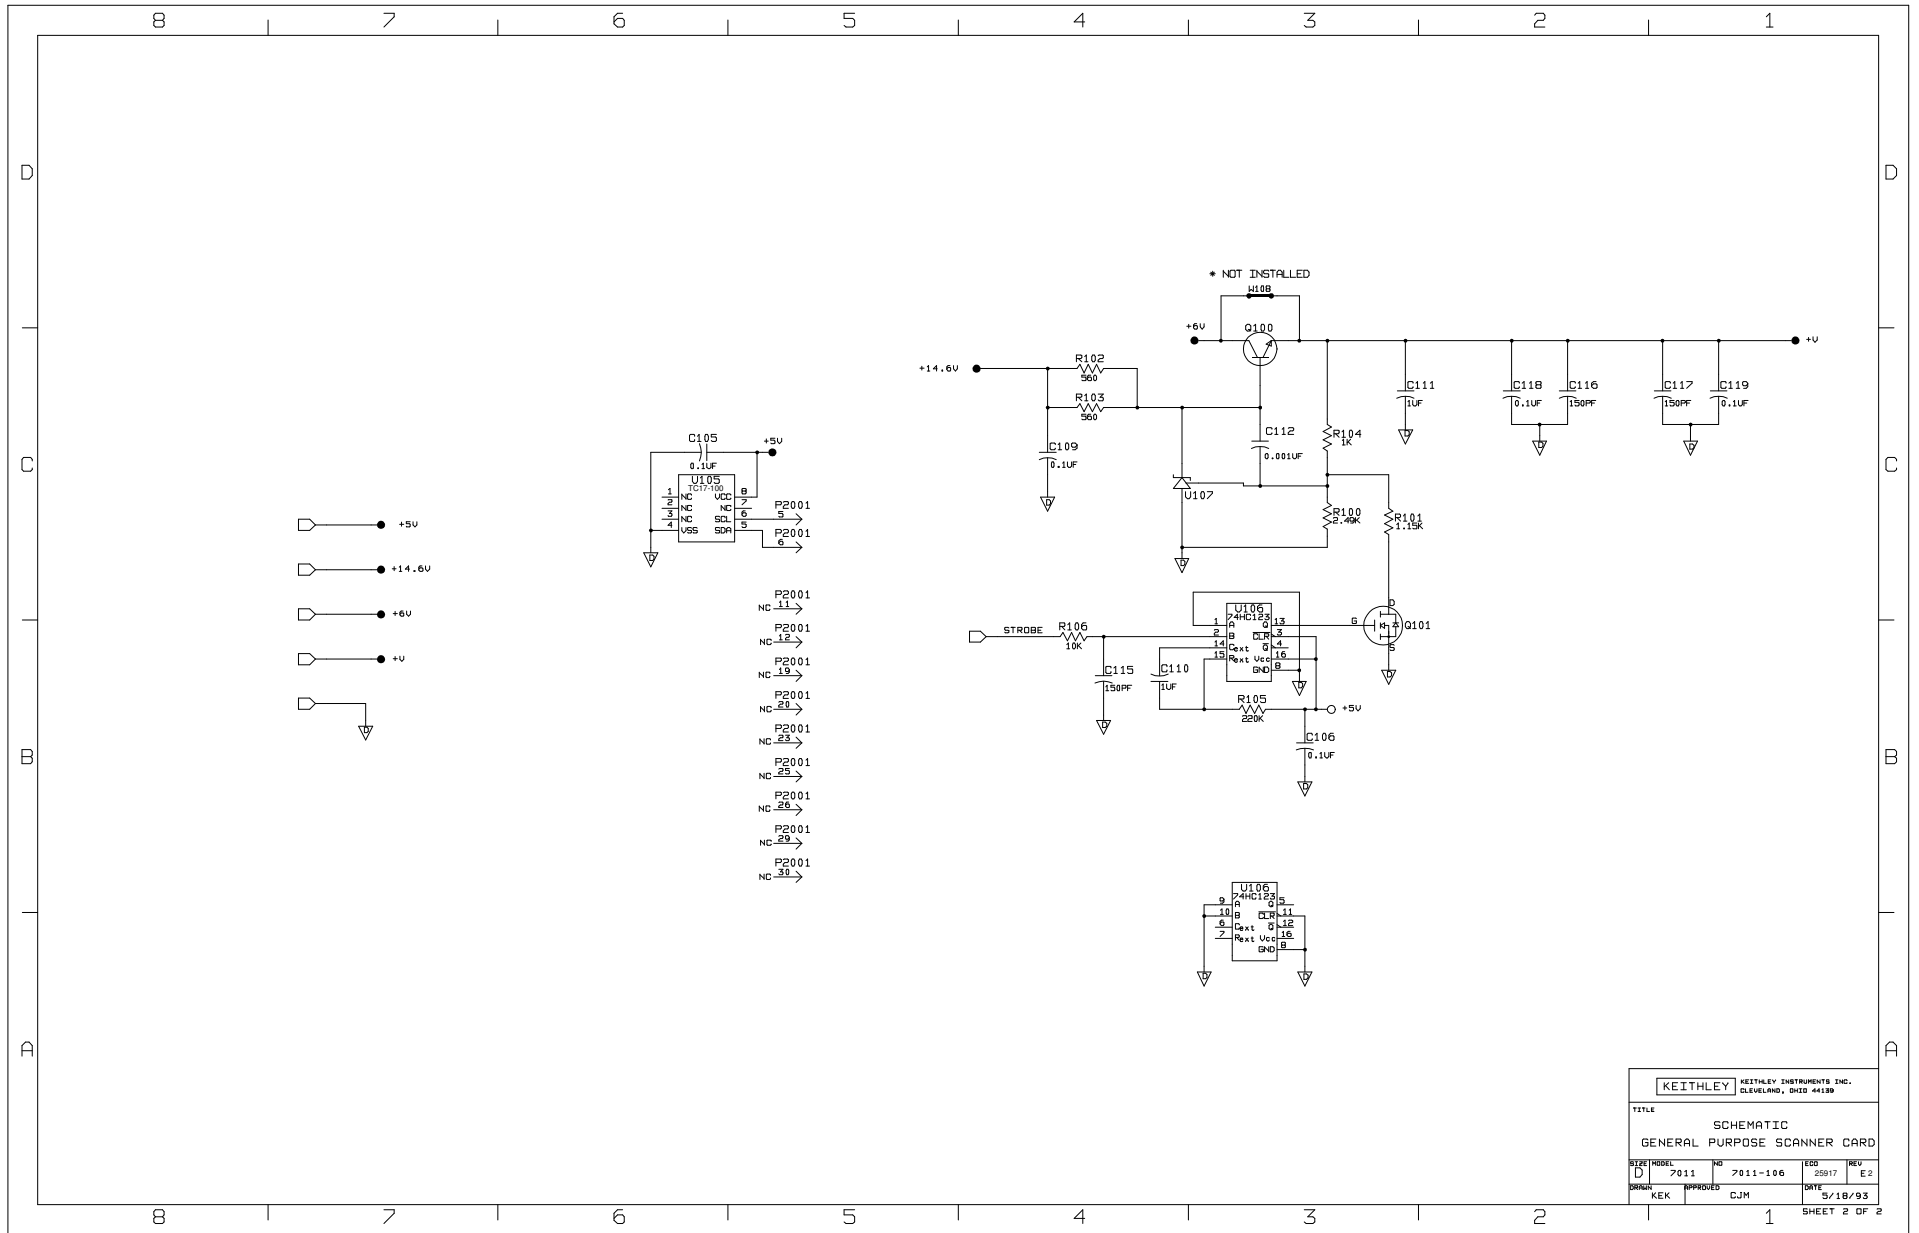 8 7 6 5 4 3 2 1
D D
C C
B B
A A
* NOT INSTALLED
W108
+6V
Q100
+V
+14.6V
R102
560
R103
560
C109
0.1UF
C112
0.001UF
U107
R104
1K
R100
2.49K
R101
1.15K
C111
1UF
C118
0.1UF
C116
150PF
C117
150PF
C119
0.1UF
D D D D D
C105
0.1UF
+5V
U105
TC17-100
1 NC VCC 8
2 NC NC 7
3 NC SCL 6
4 VSS SDA 5
P2001
5
P2001
6
D
+5V
+14.6V
+6V
+V
D
P2001
NC 11
P2001
NC 12
P2001
NC 19
P2001
NC 20
P2001
NC 23
P2001
NC 25
P2001
NC 26
P2001
NC 29
P2001
NC 30
STROBE
R106
10K
C115
150PF
D
C110
1UF
U106
74HC123
1 A Q 13
2 B CLR 3
14 Cext Q 4
15 Rext Vcc 16
GND 8
D
R105
220K
+5V
C106
0.1UF
D
G D Q101
S
D
U106
74HC123
9 A Q 5
10 B CLR 11
6 Cext Q 12
7 Rext Vcc 16
GND 8
D D
KEITHLEY KEITHLEY INSTRUMENTS INC.
CLEVELAND, OHIO 44139
TITLE
SCHEMATIC
GENERAL PURPOSE SCANNER CARD
SIZE D MODEL 7011 NO 7011-106 ECO 25917 REV E2
DRAWN KEK APPROVED CJM DATE 5/18/93
SHEET 2 OF 2
8 7 6 5 4 3 2 1